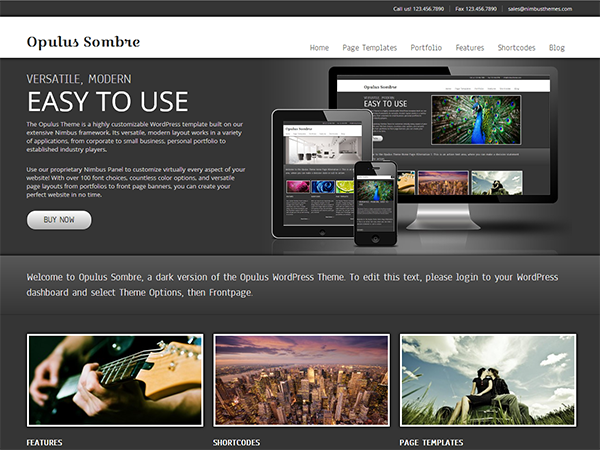 Call us! 123.456.7890 | Fax 123.456.7890 | sales@nimbusthemes.com
Opulus Sombre
Home Page Templates Portfolio Features Shortcodes Blog
VERSATILE, MODERN
EASY TO USE
The Opulus Theme is a highly customizable WordPress template built on our
extensive Nimbus framework. Its versatile, modern layout works in a variety
of applications, from corporate to small business, personal portfolio to
established industry players.
Use our proprietary Nimbus Panel to customize virtually every aspect of your
website! With over 100 font choices, countless color options, and versatile
page layouts from portfolios to front page banners, you can create your
perfect website in no time.
BUY NOW
Opulus Sombre
VERSATILE, MODERN
EASY TO USE
Opulus Sombre
Welcome to Opulus Sombre, a dark version of the Opulus WordPress Theme. To edit this text, please login to your WordPress
dashboard and select Theme Options, then Frontpage.
FEATURES SHORTCODES PAGE TEMPLATES